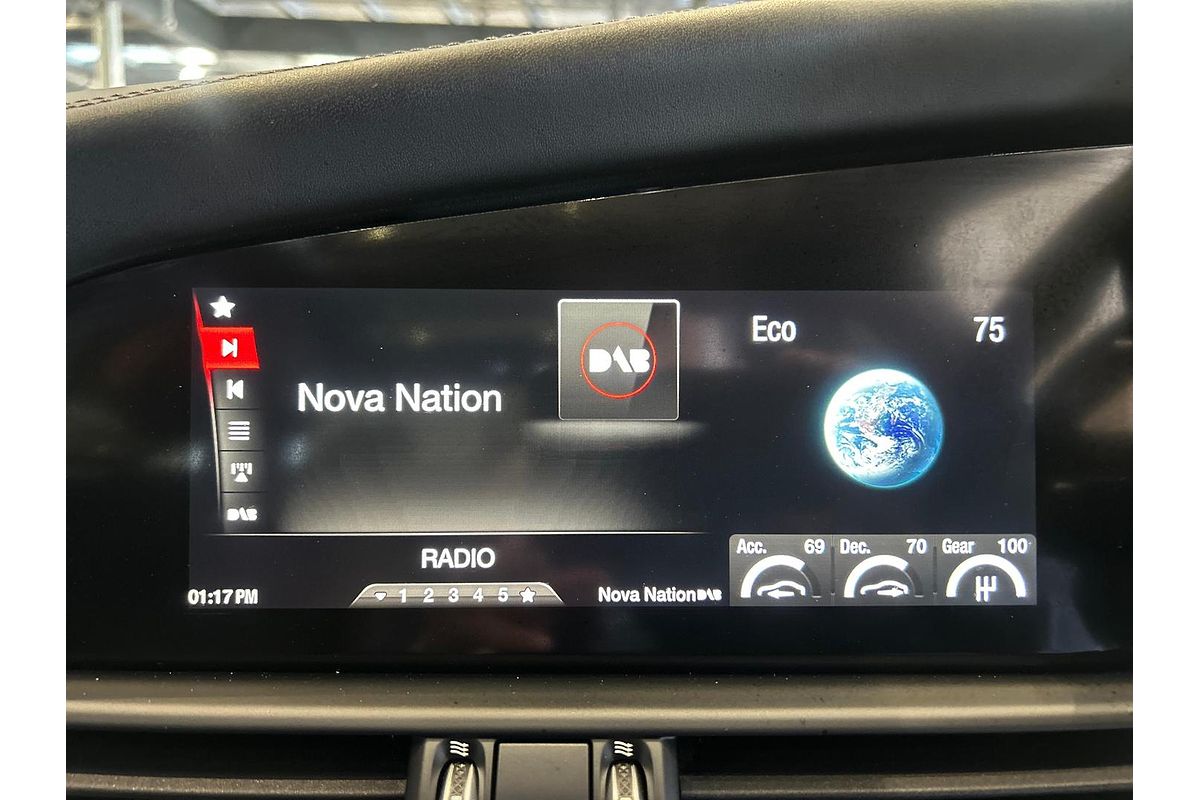 Nova Nation
DAB
Eco 75
DAB
RADIO
Acc. 69 Dec. 70 Gear 100
01:17 PM
1 2 3 4 5
Nova Nation DAB